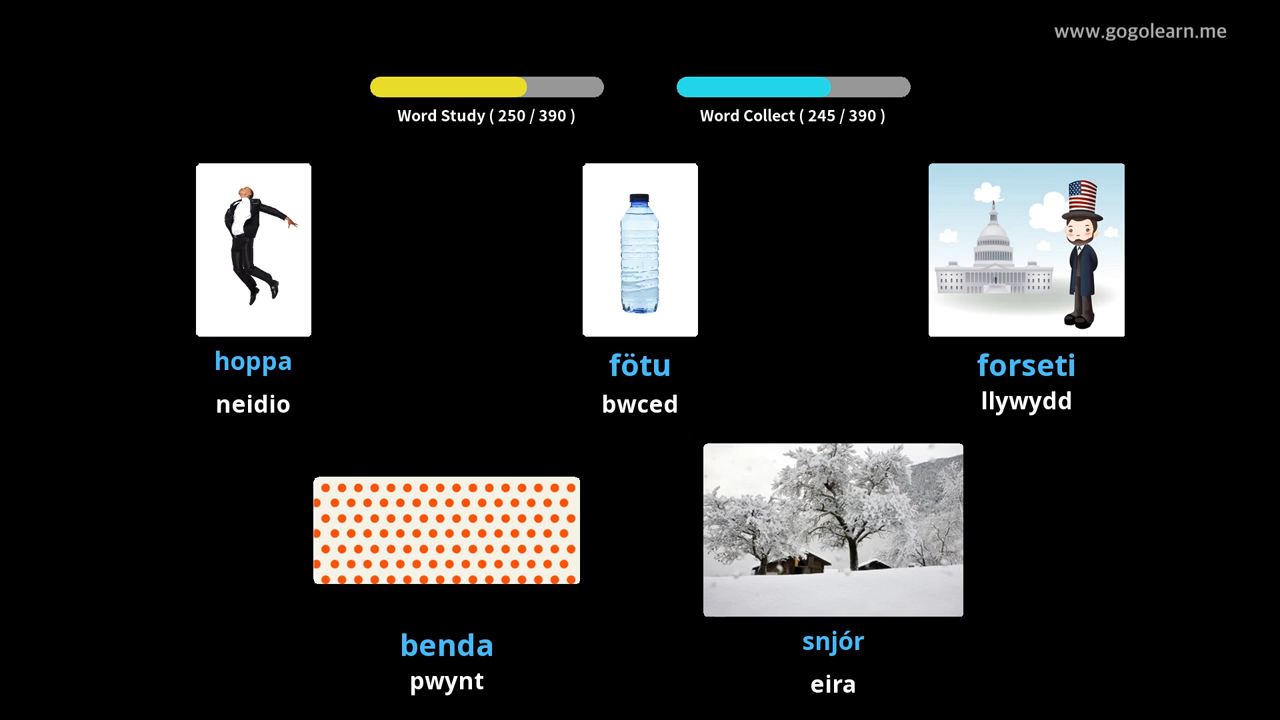 www.gogolearn.me
Word Study ( 250 / 390 )
Word Collect ( 245 / 390 )
hoppa
neidio
fötu
bwced
forseti
llywydd
benda
pwynt
snjór
eira